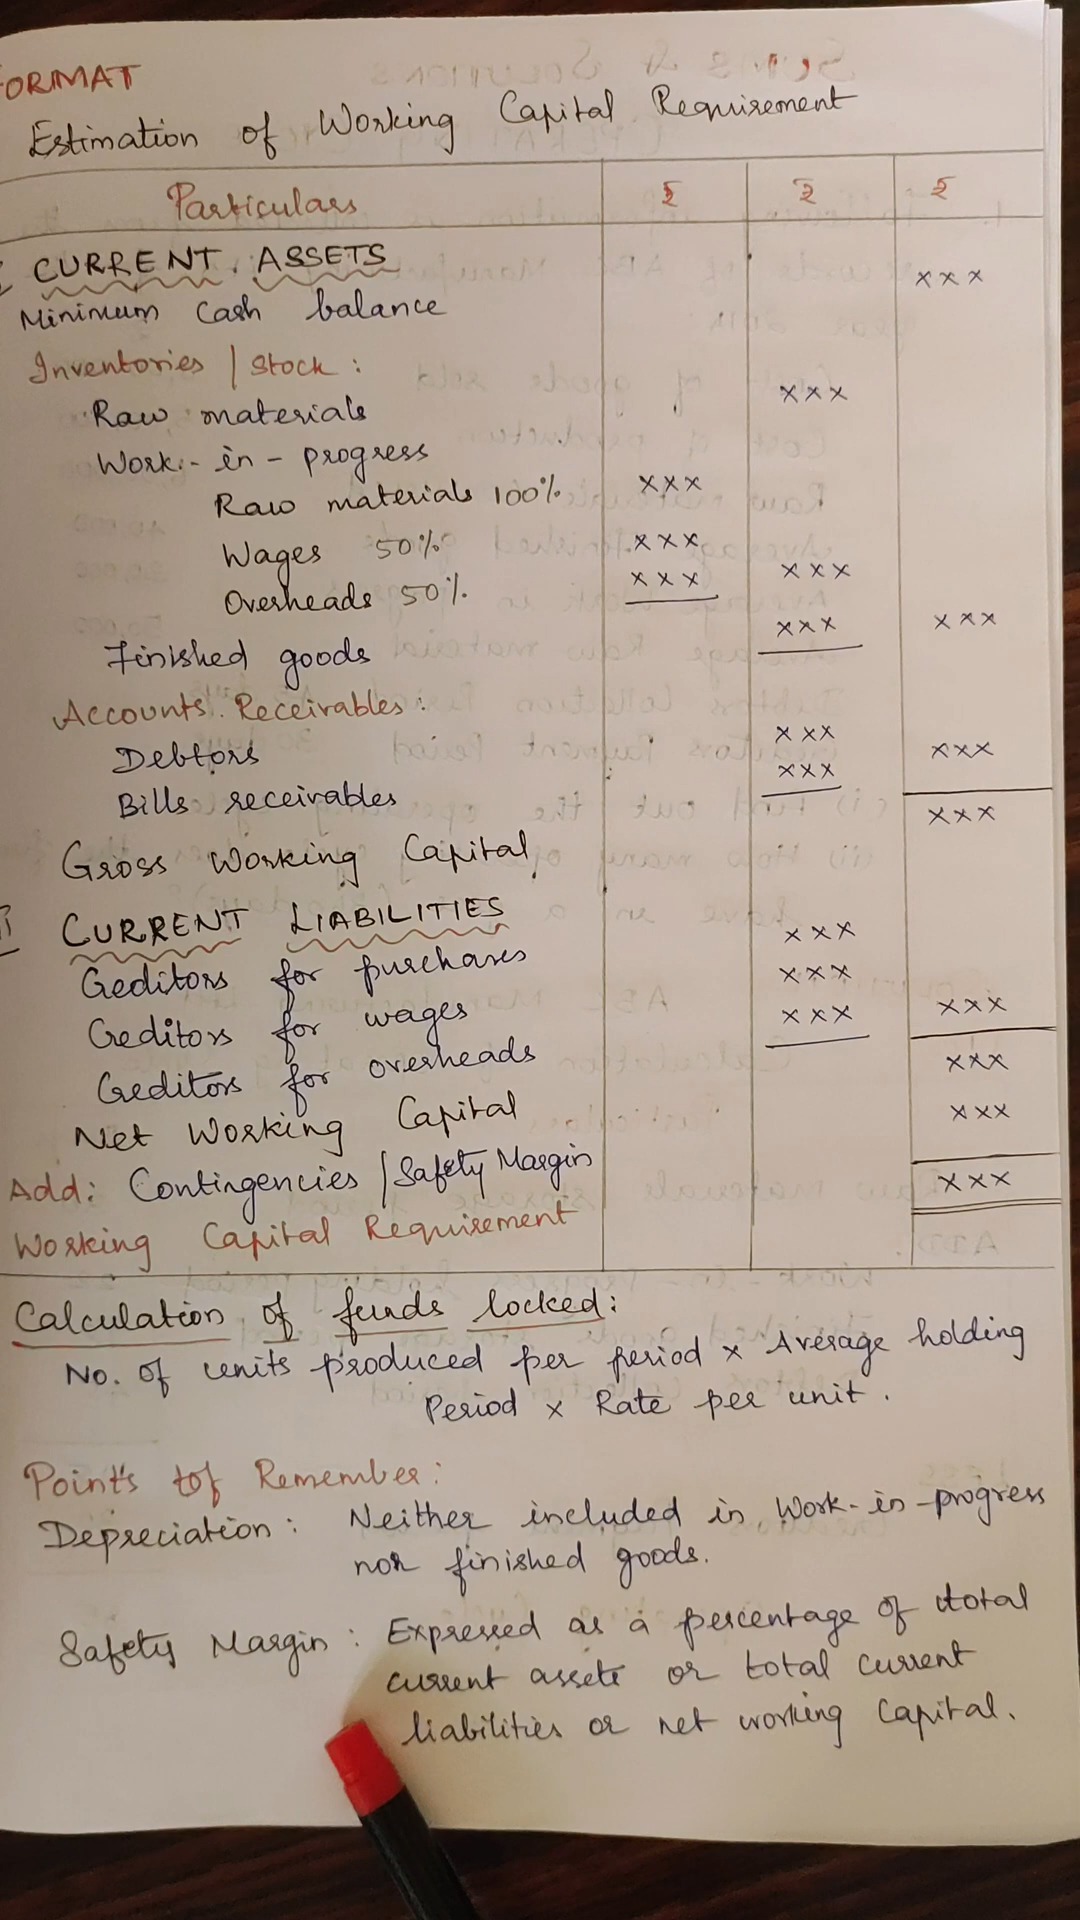 FORMAT
Estimation of Working Capital Requirement
Particulars ₹ ₹ ₹
I CURRENT ASSETS
Minimum Cash balance xxx
Inventories / Stock :
Raw materials xxx
Work-in-progress
Raw materials 100% xxx
Wages 50% xxx
Overheads 50% xxx xxx
Finished goods xxx xxx
Accounts Receivables :
Debtors xxx
Bills receivables xxx xxx
Gross Working Capital xxx
II CURRENT LIABILITIES
Creditors for purchases xxx
Creditors for wages xxx
Creditors for overheads xxx xxx
Net Working Capital xxx
Add: Contingencies / Safety Margin xxx
Working Capital Requirement xxx
Calculation of funds locked:
No. of units produced per period x Average holding
Period x Rate per unit.
Points tof Remember:
Depreciation: Neither included in Work-in-progress
nor finished goods.
Safety Margin: Expressed as a percentage of total
current assets or total current
liabilities or net working capital.